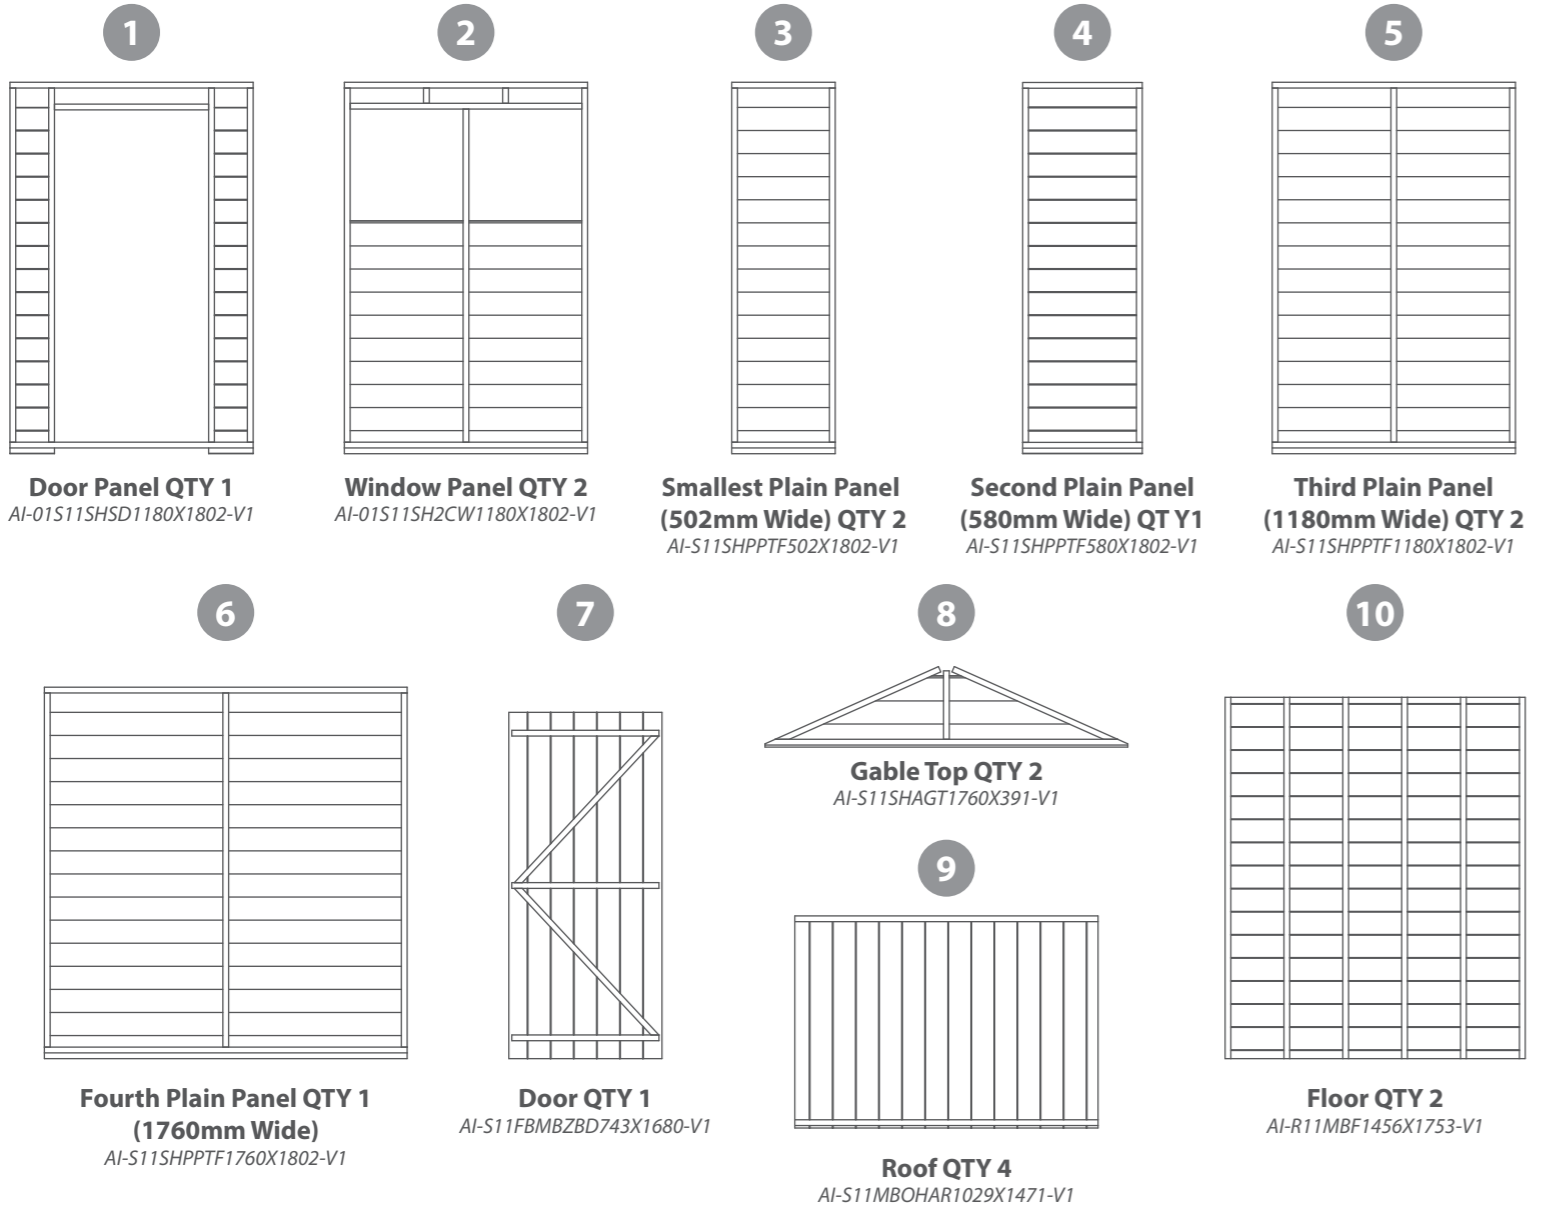 1
2
3
4
5
Door Panel QTY 1
AI-01S11SHSD1180X1802-V1
Window Panel QTY 2
AI-01S11SH2CW1180X1802-V1
Smallest Plain Panel
(502mm Wide) QTY 2
AI-S11SHPPTF502X1802-V1
Second Plain Panel
(580mm Wide) QT Y1
AI-S11SHPPTF580X1802-V1
Third Plain Panel
(1180mm Wide) QTY 2
AI-S11SHPPTF1180X1802-V1
6
7
8
10
Gable Top QTY 2
AI-S11SHAGT1760X391-V1
9
Fourth Plain Panel QTY 1
(1760mm Wide)
AI-S11SHPPTF1760X1802-V1
Door QTY 1
AI-S11FBMBZBD743X1680-V1
Roof QTY 4
AI-S11MBOHAR1029X1471-V1
Floor QTY 2
AI-R11MBF1456X1753-V1